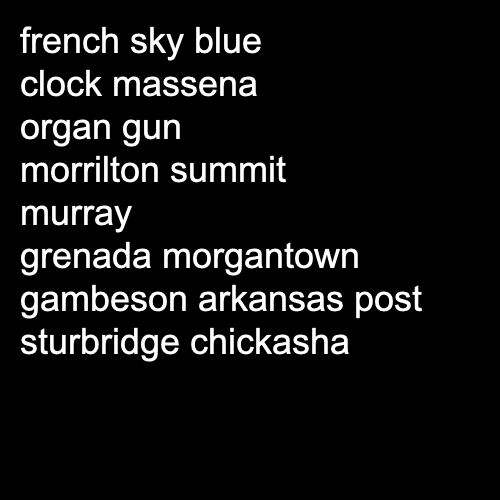 french sky blue
clock massena
organ gun
morrilton summit
murray
grenada morgantown
gambeson arkansas post
sturbridge chickasha